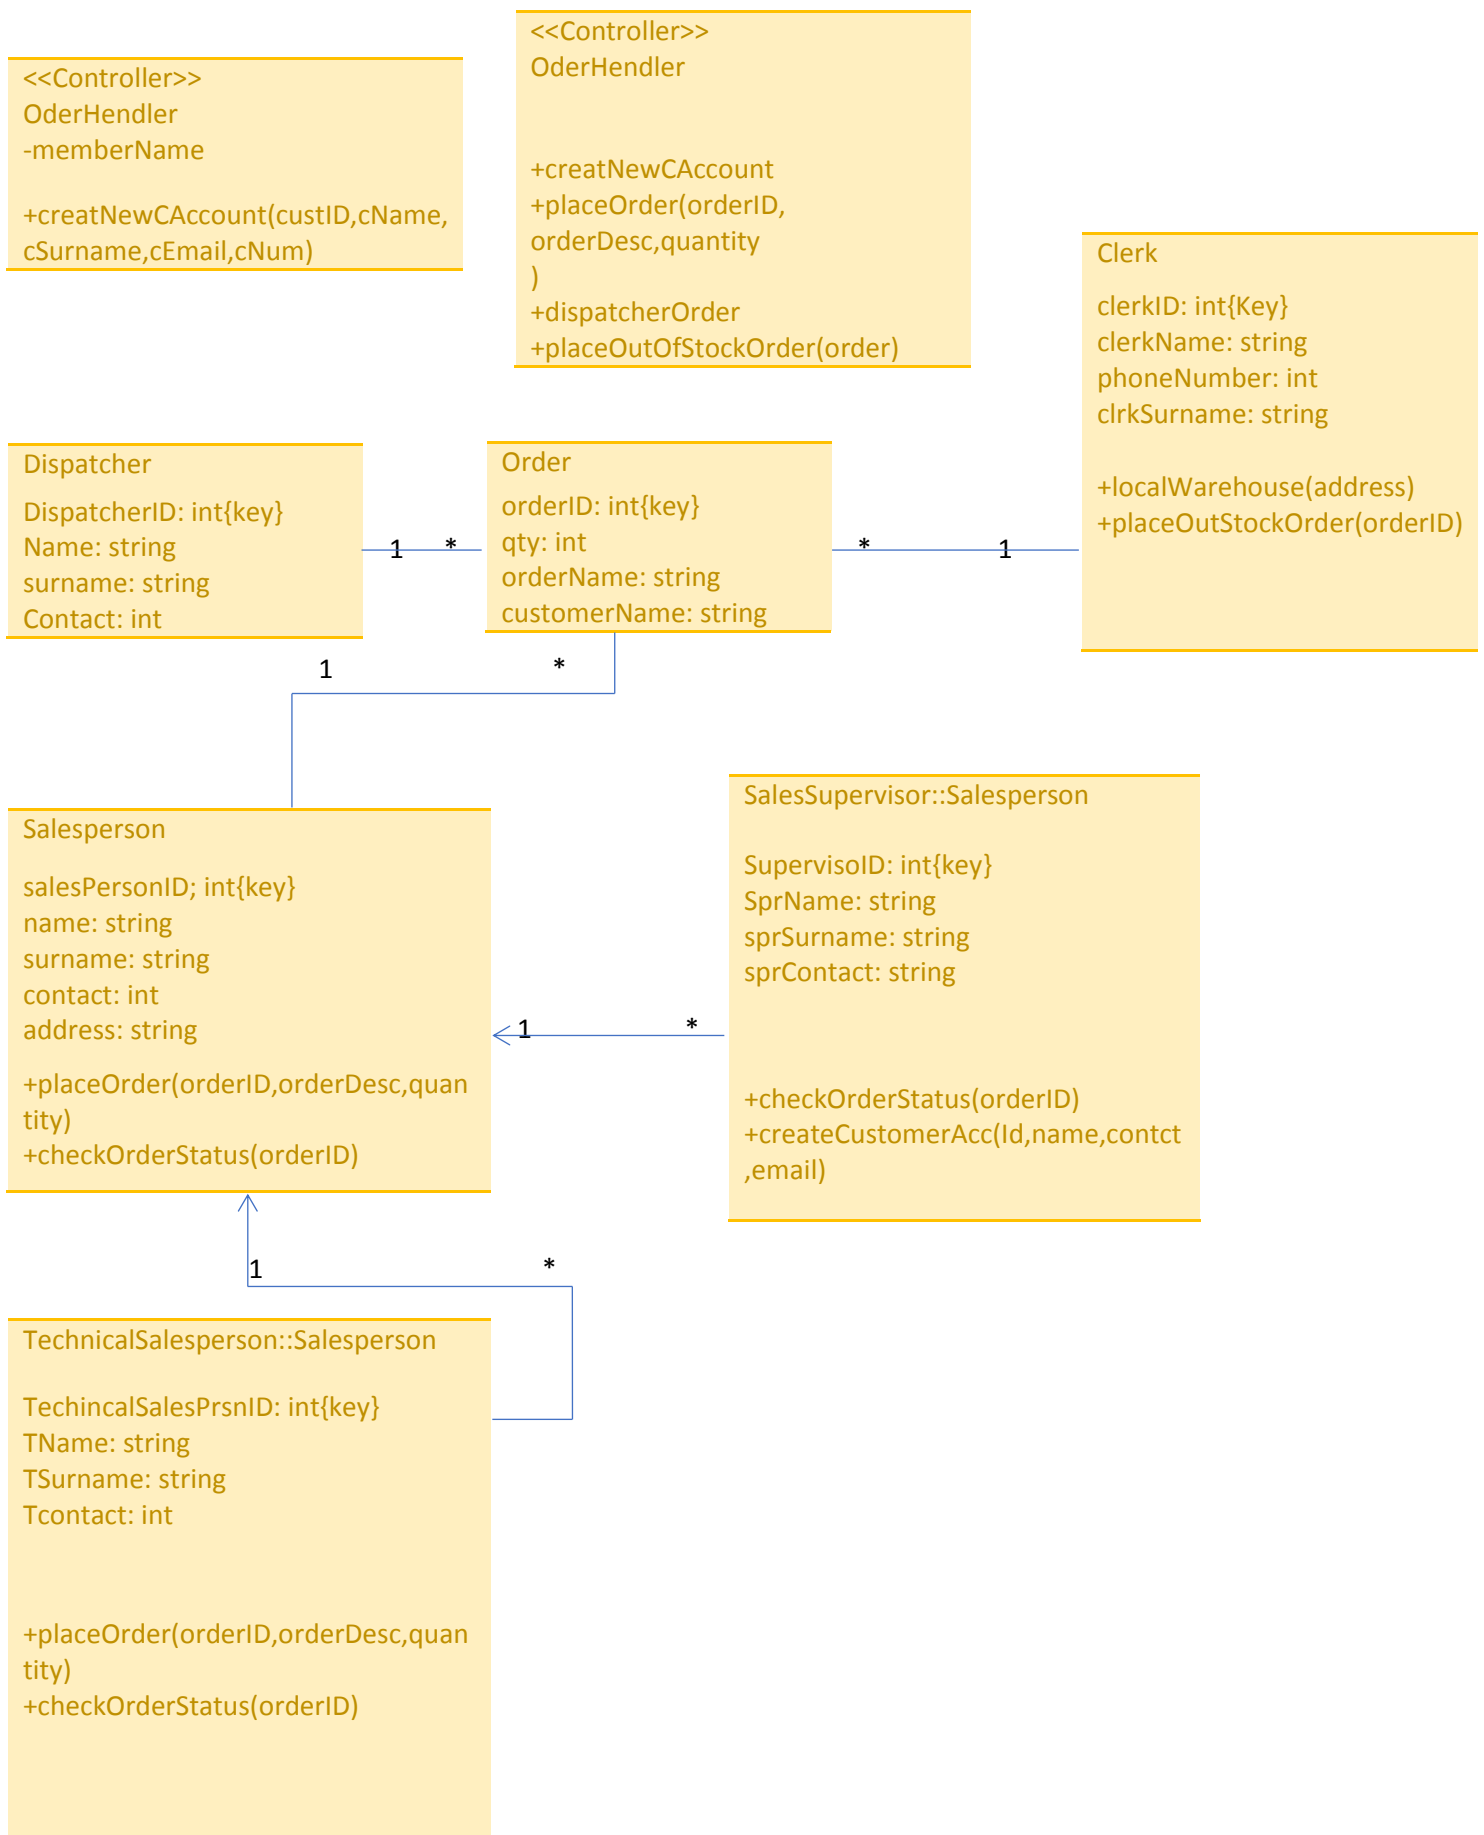 <<Controller>>
OderHendler
-memberName
+creatNewCAccount(custID,cName,
cSurname,cEmail,cNum)
<<Controller>>
OderHendler
+creatNewCAccount
+placeOrder(orderID,
orderDesc,quantity
)
+dispatcherOrder
+placeOutOfStockOrder(order)
Clerk
clerkID: int{Key}
clerkName: string
phoneNumber: int
clrkSurname: string
+localWarehouse(address)
+placeOutStockOrder(orderID)
Dispatcher
DispatcherID: int{key}
Name: string
surname: string
Contact: int
1 *
Order
orderID: int{key}
qty: int
orderName: string
customerName: string
* 1
1 *
Salesperson
salesPersonID; int{key}
name: string
surname: string
contact: int
address: string
+placeOrder(orderID,orderDesc,quan
tity)
+checkOrderStatus(orderID)
1 *
SalesSupervisor::Salesperson
SupervisoID: int{key}
SprName: string
sprSurname: string
sprContact: string
+checkOrderStatus(orderID)
+createCustomerAcc(Id,name,contct
,email)
1 *
TechnicalSalesperson::Salesperson
TechincalSalesPrsnID: int{key}
TName: string
TSurname: string
Tcontact: int
+placeOrder(orderID,orderDesc,quan
tity)
+checkOrderStatus(orderID)